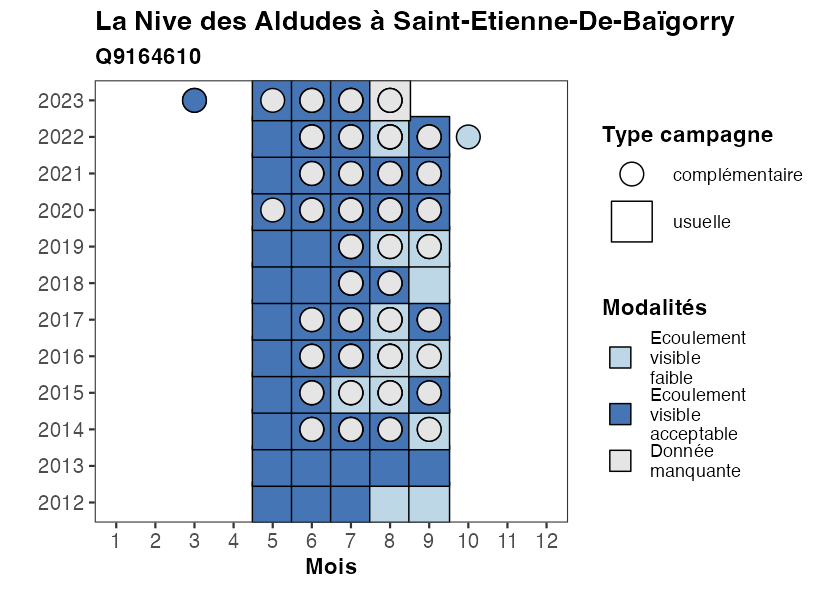 La Nive des Aldudes à Saint-Etienne-De-Baïgorry
Q9164610
2023
2022
2021
2020
2019
2018
2017
2016
2015
2014
2013
2012
1 2 3 4 5 6 7 8 9 10 11 12
Mois
Type campagne
complémentaire
usuelle
Modalités
Ecoulement
visible
faible
Ecoulement
visible
acceptable
Donnée
manquante